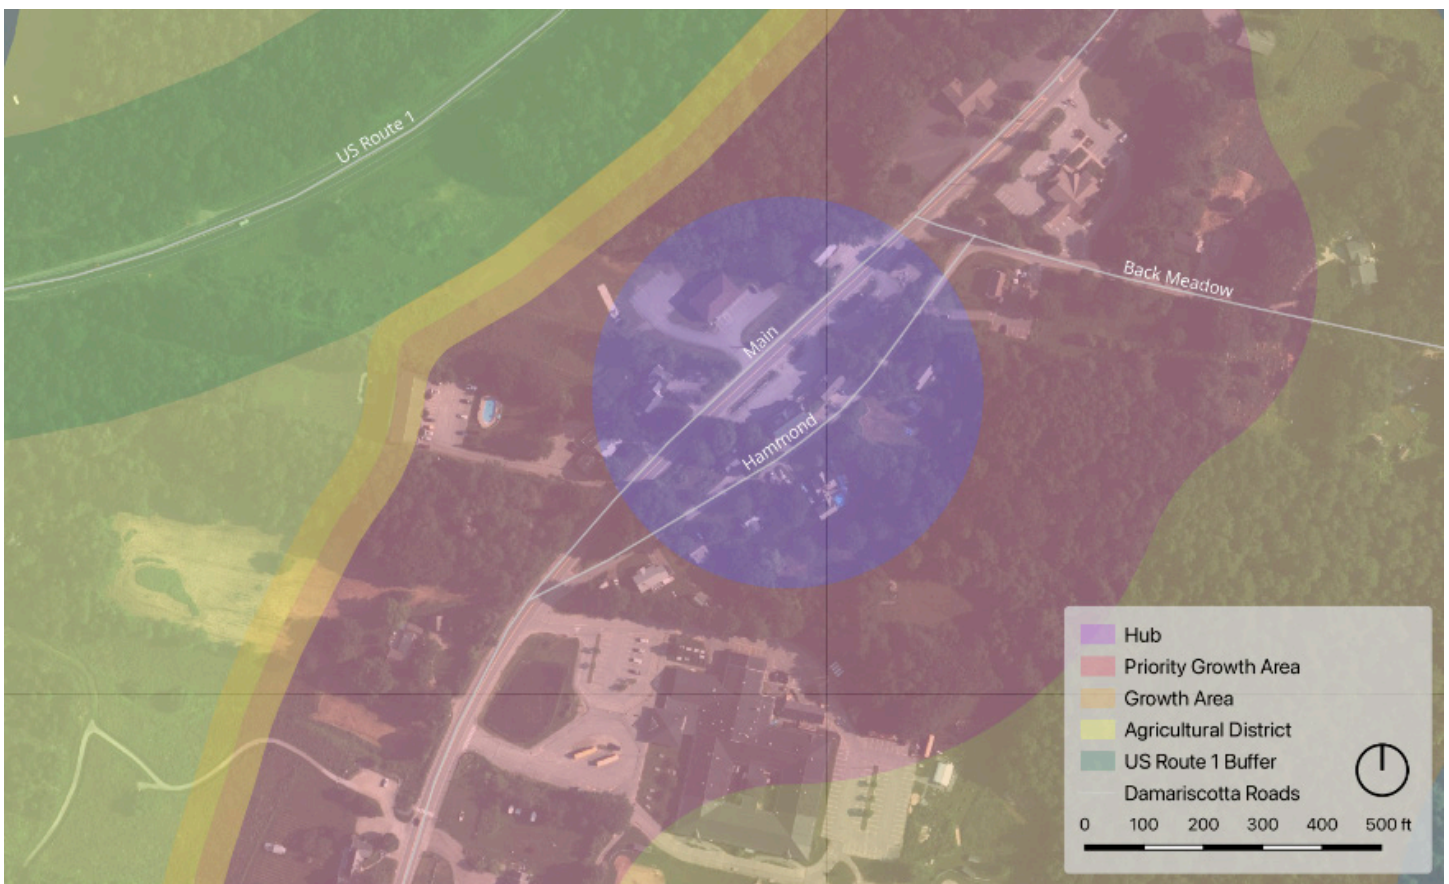 US Route 1
Back Meadow
Main
Hammond
Hub
Priority Growth Area
Growth Area
Agricultural District
US Route 1 Buffer
Damariscotta Roads
0 100 200 300 400 500 ft